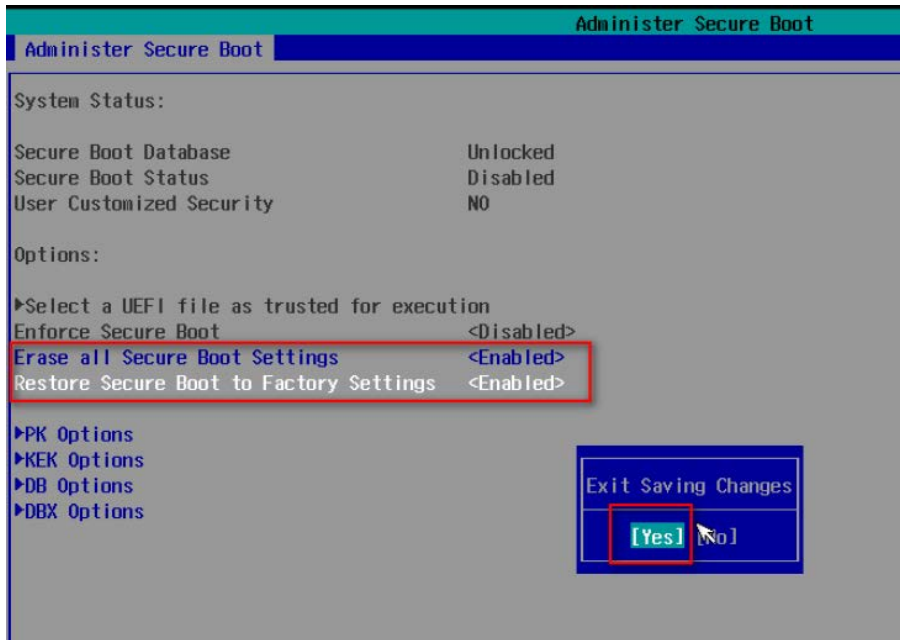 Administer Secure Boot
Administer Secure Boot
System Status:
Secure Boot Database Unlocked
Secure Boot Status Disabled
User Customized Security NO
Options:
▶Select a UEFI file as trusted for execution
Enforce Secure Boot <Disabled>
Erase all Secure Boot Settings <Enabled>
Restore Secure Boot to Factory Settings <Enabled>
▶PK Options
▶KEK Options
▶DB Options
▶DBX Options
Exit Saving Changes
[Yes] [No]